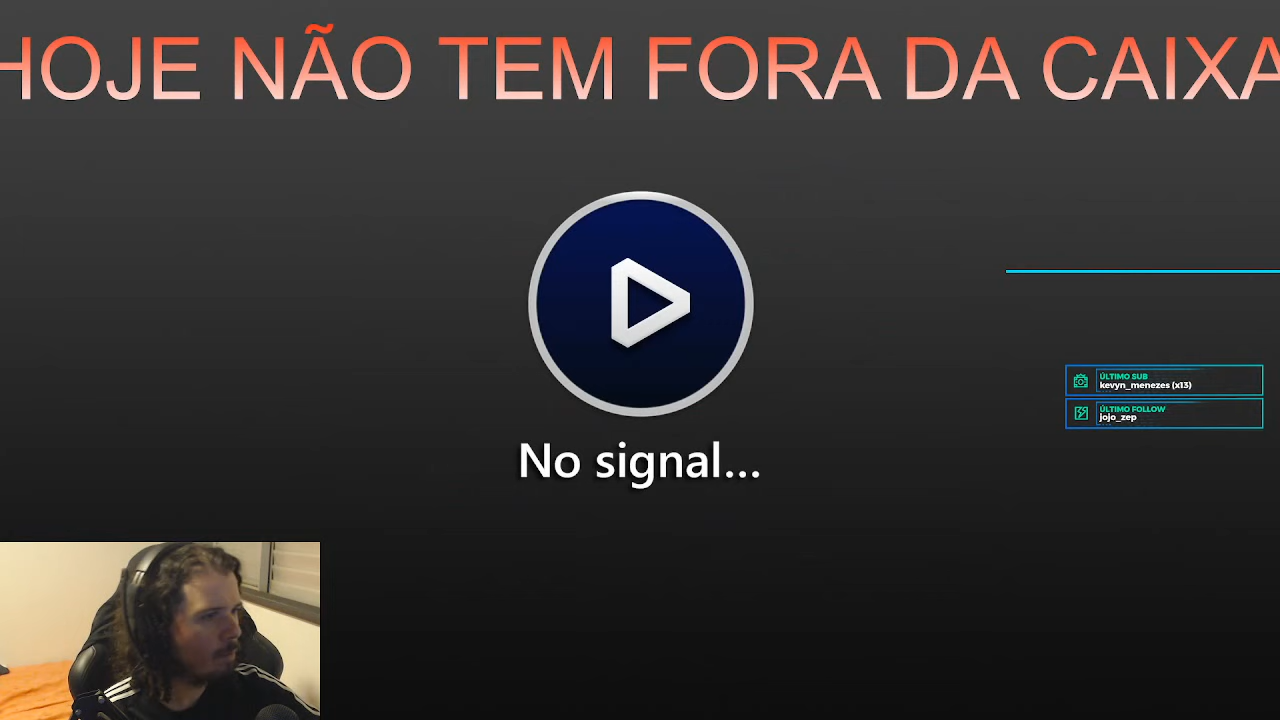 HOJE NÃO TEM FORA DA CAIXA
No signal...
ÚLTIMO SUB
kevyn_menezes (x13)
ÚLTIMO FOLLOW
jojo_zep